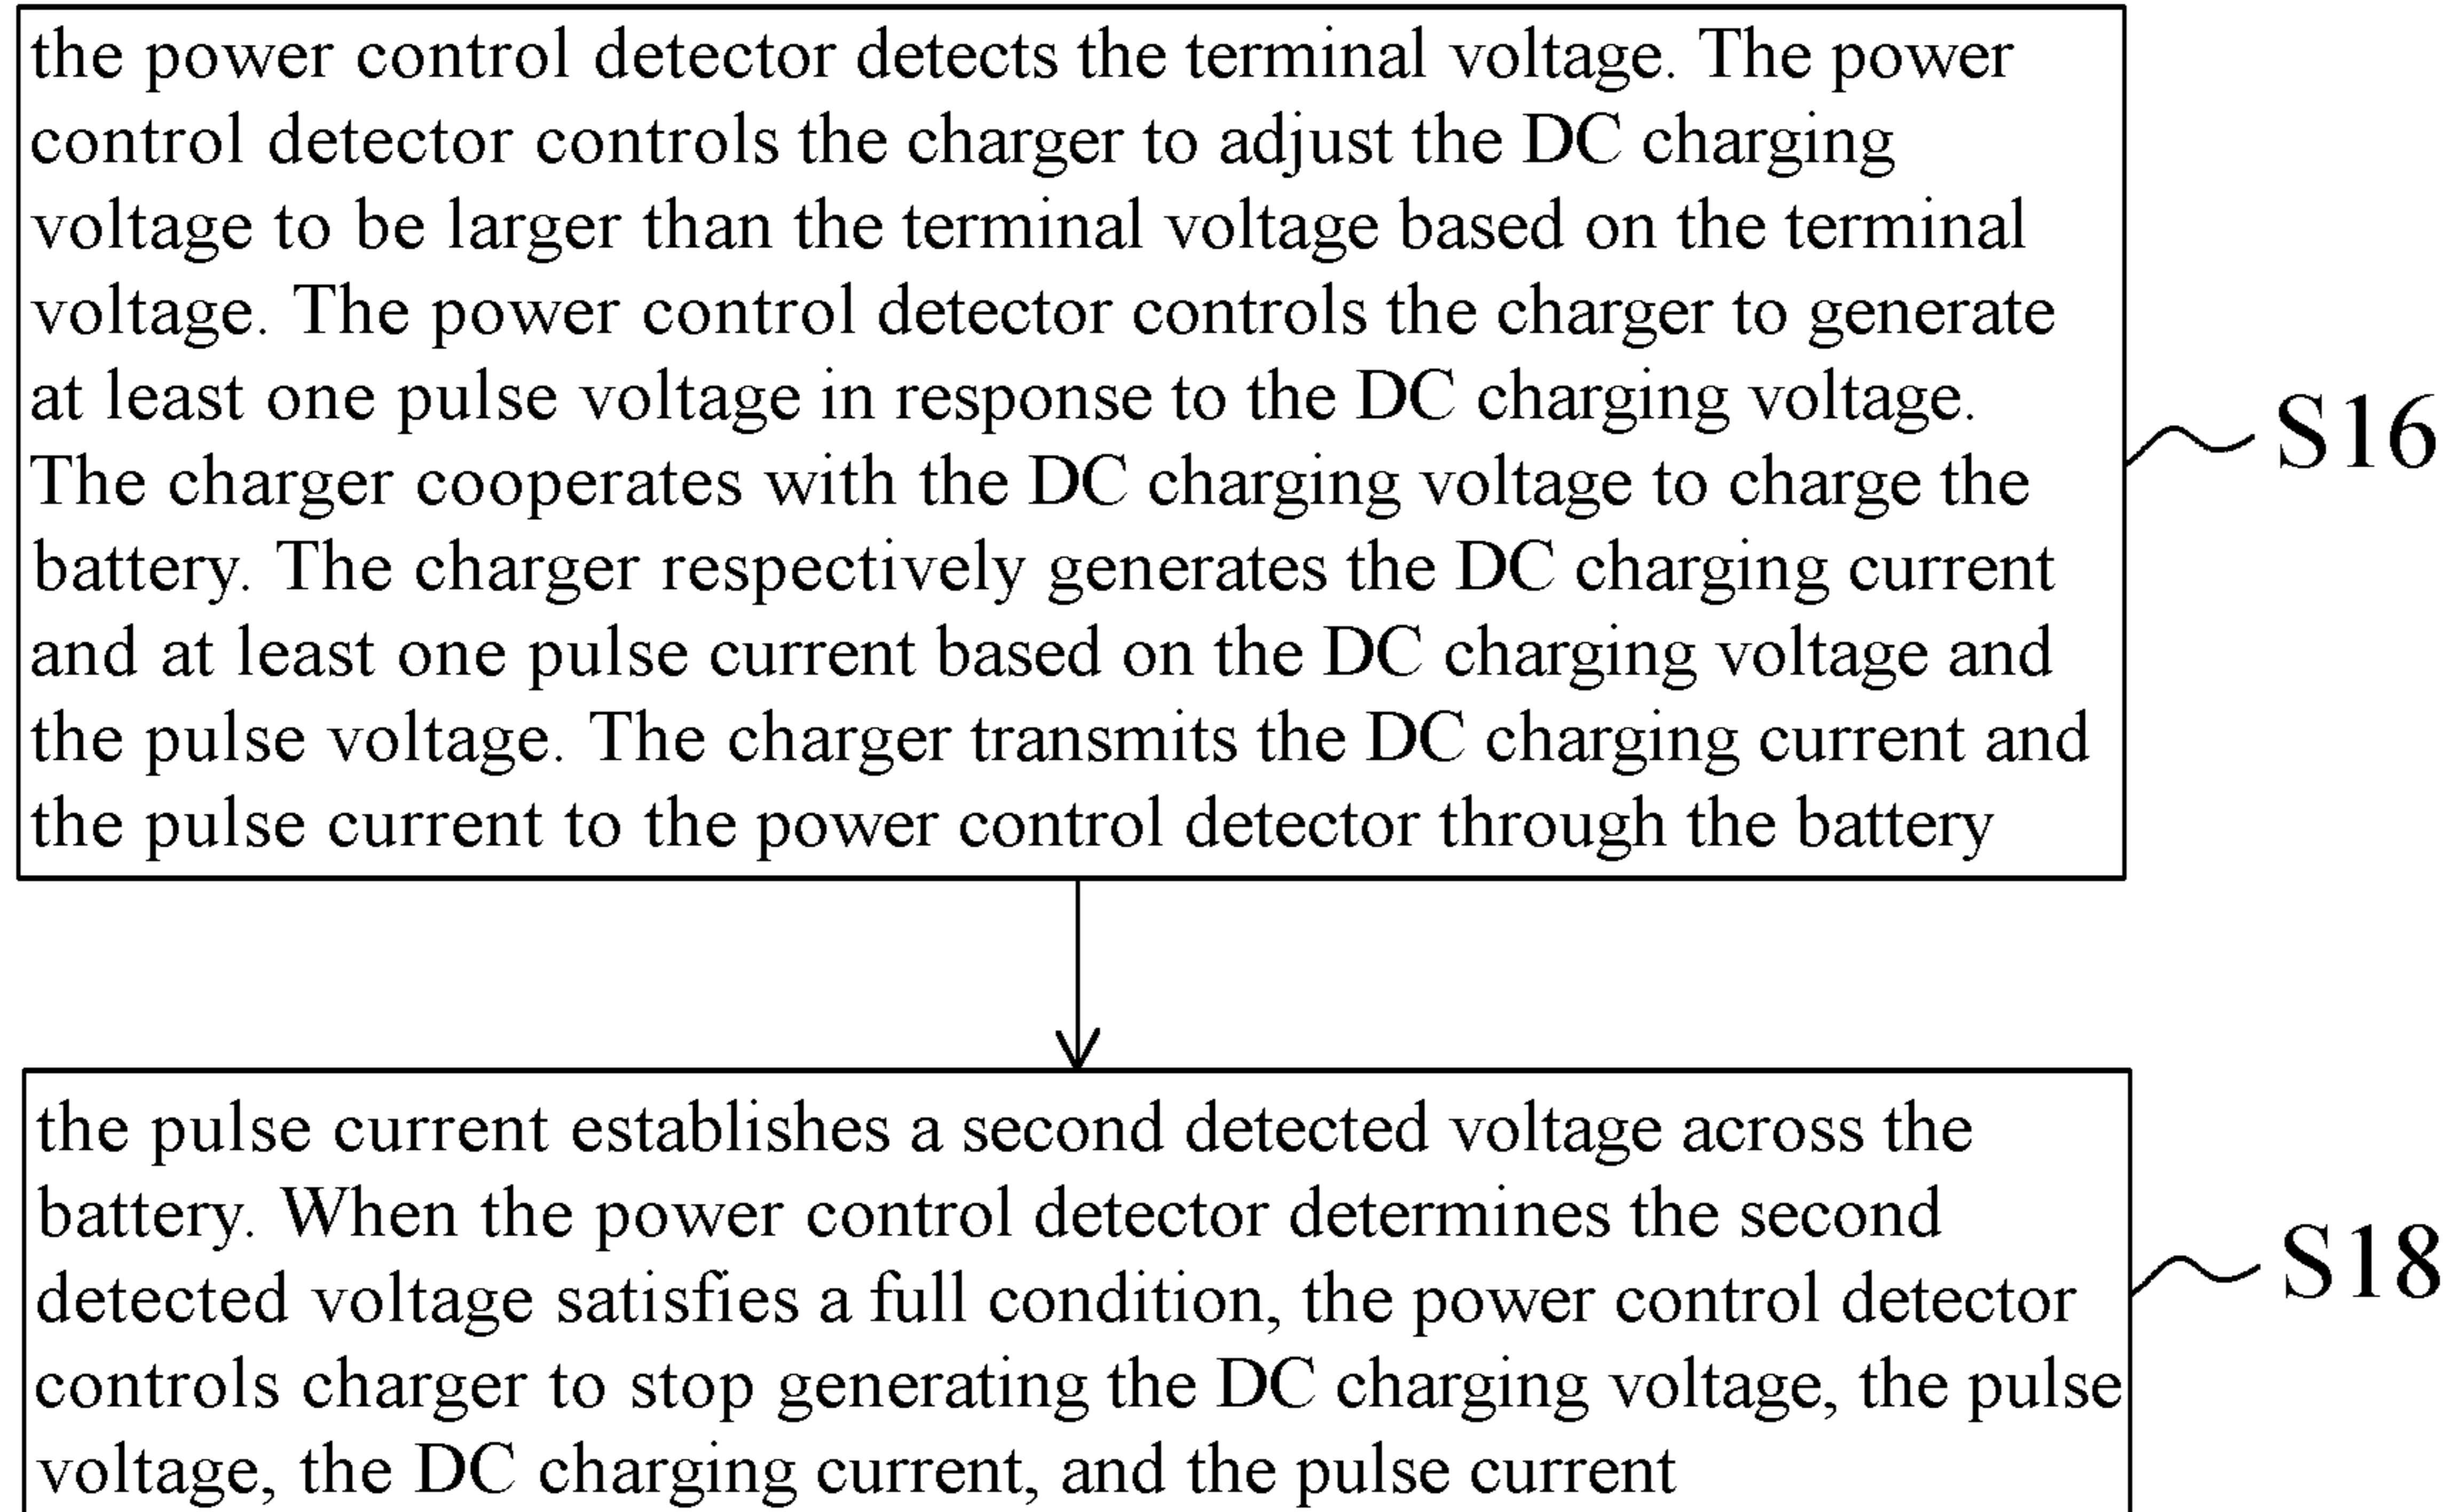 the power control detector detects the terminal voltage. The power
control detector controls the charger to adjust the DC charging
voltage to be larger than the terminal voltage based on the terminal
voltage. The power control detector controls the charger to generate
at least one pulse voltage in response to the DC charging voltage.
The charger cooperates with the DC charging voltage to charge the
battery. The charger respectively generates the DC charging current
and at least one pulse current based on the DC charging voltage and
the pulse voltage. The charger transmits the DC charging current and
the pulse current to the power control detector through the battery
S16
the pulse current establishes a second detected voltage across the
battery. When the power control detector determines the second
detected voltage satisfies a full condition, the power control detector
controls charger to stop generating the DC charging voltage, the pulse
voltage, the DC charging current, and the pulse current
S18